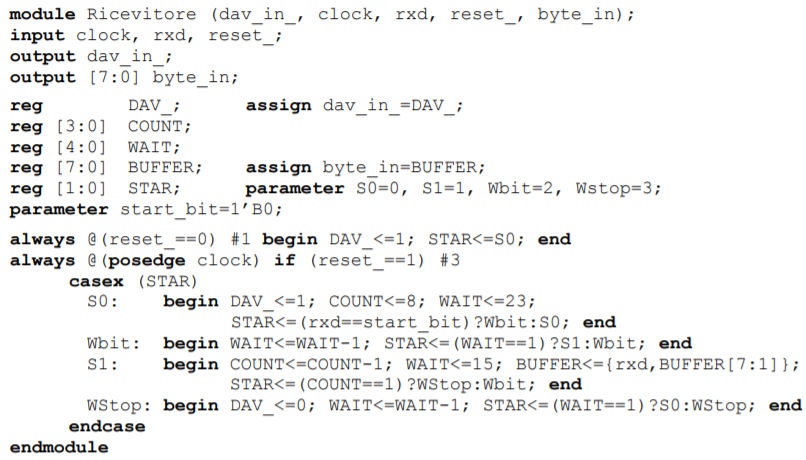 module Ricevitore (dav_in_, clock, rxd, reset_, byte_in);
input clock, rxd, reset_;
output dav_in_;
output [7:0] byte_in;
reg DAV_; assign dav_in_=DAV_;
reg [3:0] COUNT;
reg [4:0] WAIT;
reg [7:0] BUFFER; assign byte_in=BUFFER;
reg [1:0] STAR; parameter S0=0, S1=1, Wbit=2, Wstop=3;
parameter start_bit=1’B0;
always @(reset_==0) #1 begin DAV_<=1; STAR<=S0; end
always @(posedge clock) if (reset_==1) #3
casex (STAR)
S0: begin DAV_<=1; COUNT<=8; WAIT<=23;
STAR<=(rxd==start_bit)?Wbit:S0; end
Wbit: begin WAIT<=WAIT-1; STAR<=(WAIT==1)?S1:Wbit; end
S1: begin COUNT<=COUNT-1; WAIT<=15; BUFFER<={rxd,BUFFER[7:1]};
STAR<=(COUNT==1)?WStop:Wbit; end
WStop: begin DAV_<=0; WAIT<=WAIT-1; STAR<=(WAIT==1)?S0:WStop; end
endcase
endmodule